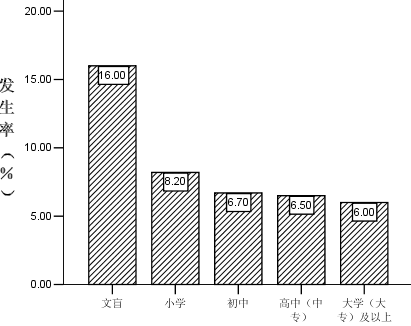 20.00
15.00
10.00
5.00
0.00
发生率(%)
16.00
8.20
6.70
6.50
6.00
文盲
小学
初中
高中(中
专)
大学(大
专)及以上